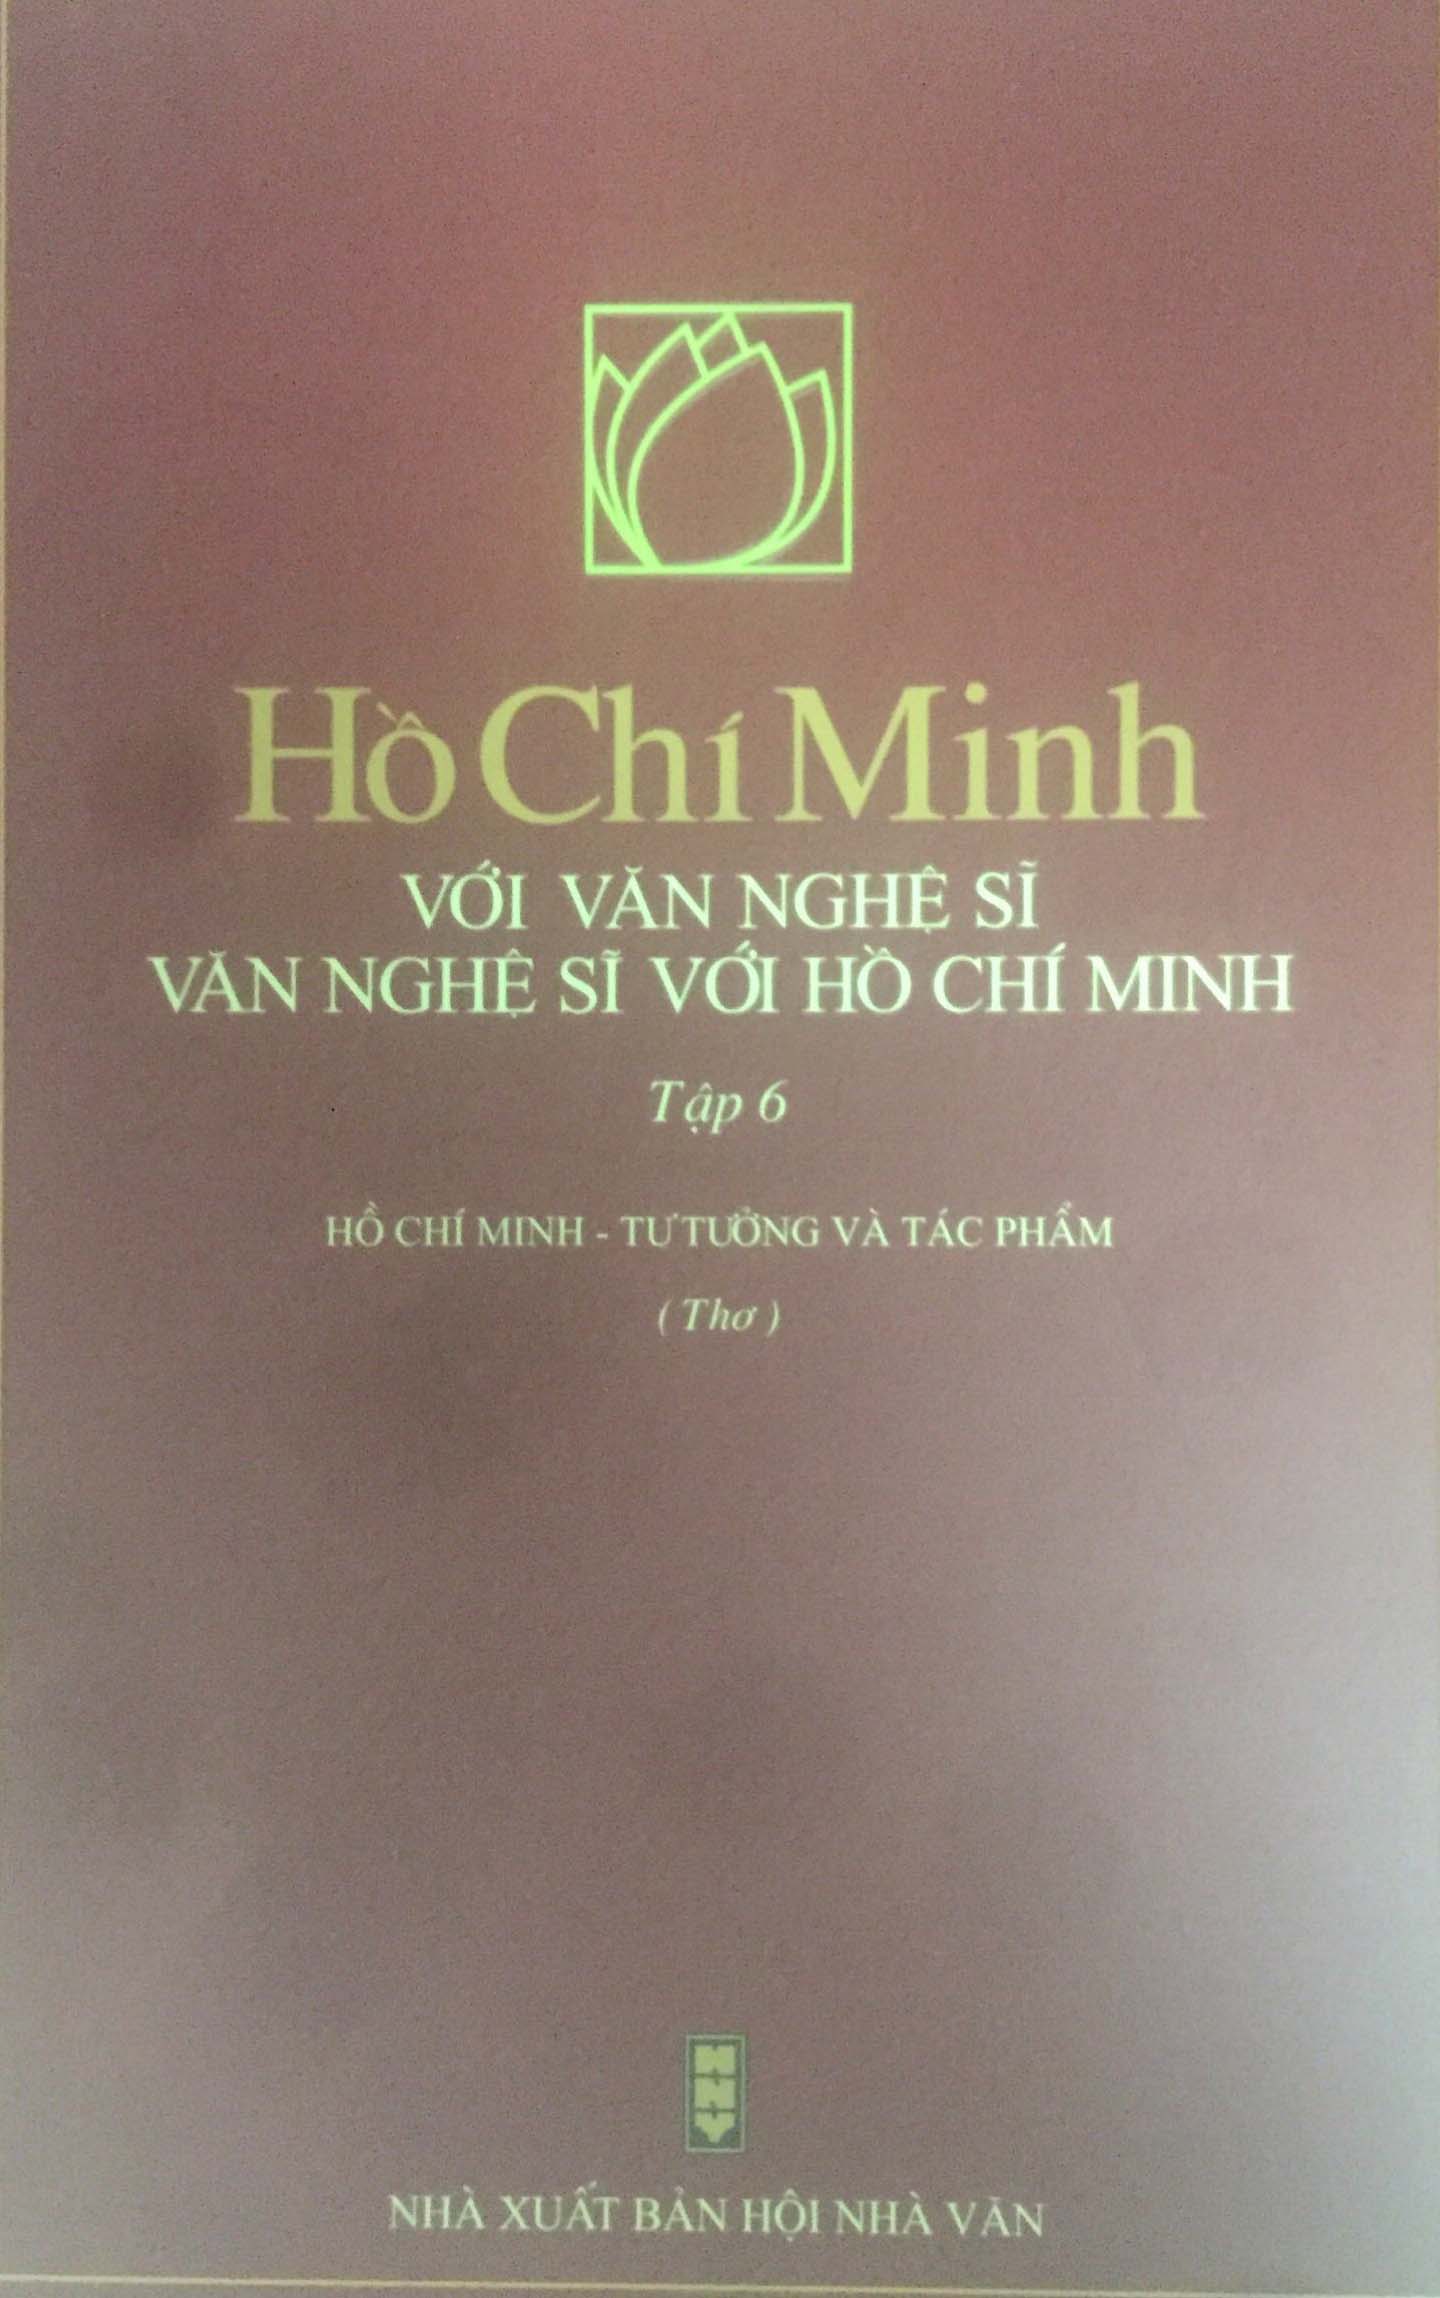 Hồ Chí Minh
VỚI VĂN NGHỆ SĨ
VĂN NGHỆ SĨ VỚI HỒ CHÍ MINH
Tập 6
HỒ CHÍ MINH - TƯ TƯỞNG VÀ TÁC PHẨM
( Thơ )
NHÀ XUẤT BẢN HỘI NHÀ VĂN